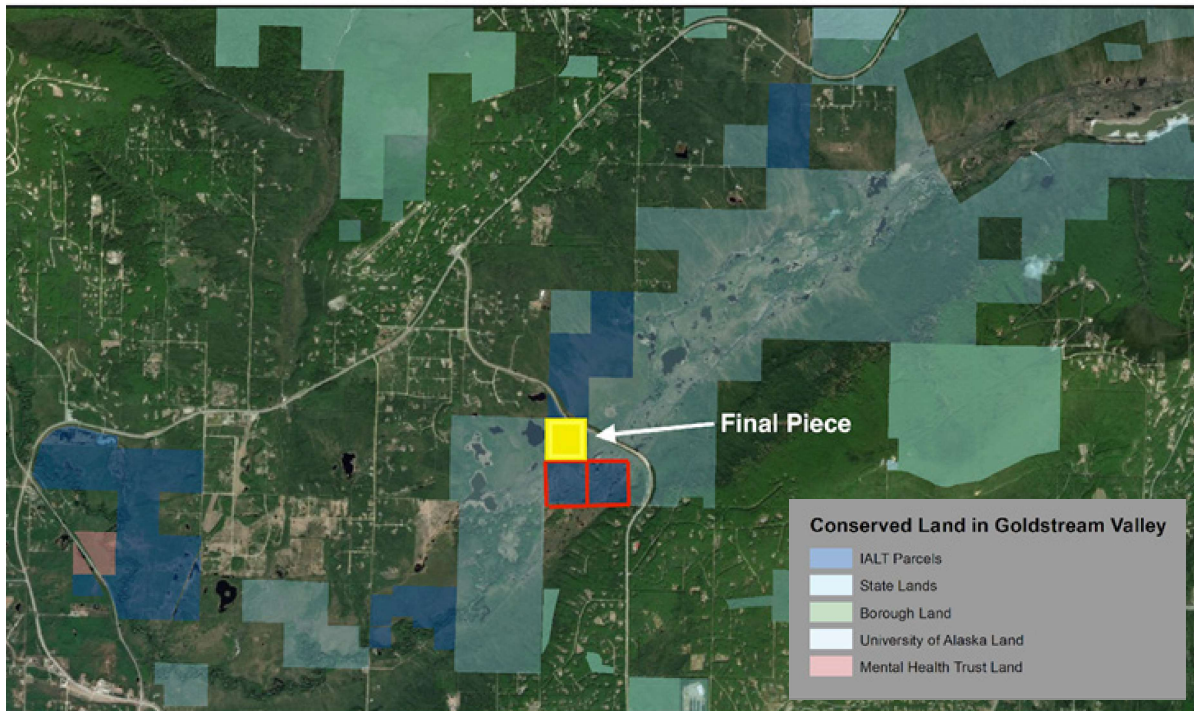 Final Piece
Conserved Land in Goldstream Valley
IALT Parcels
State Lands
Borough Land
University of Alaska Land
Mental Health Trust Land